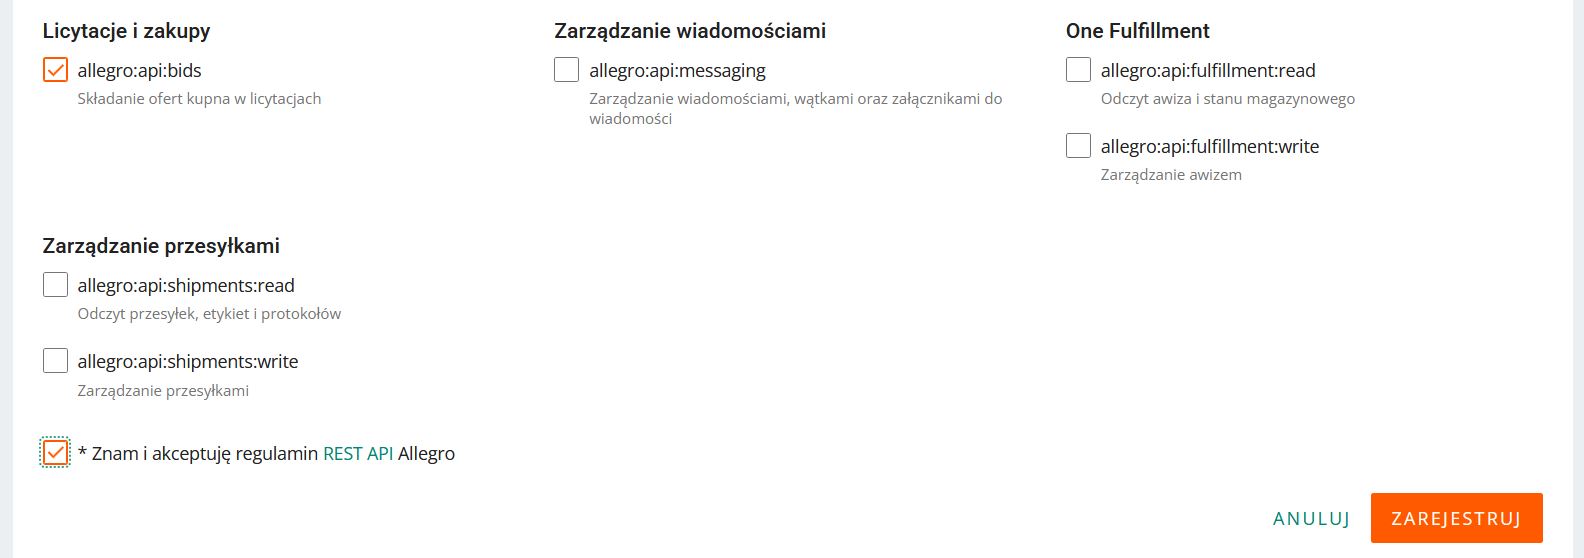 Licytacje i zakupy
allegro:api:bids
Składanie ofert kupna w licytacjach
Zarządzanie wiadomościami
allegro:api:messaging
Zarządzanie wiadomościami, wątkami oraz załącznikami do
wiadomości
One Fulfillment
allegro:api:fulfillment:read
Odczyt awiza i stanu magazynowego
allegro:api:fulfillment:write
Zarządzanie awizem
Zarządzanie przesyłkami
allegro:api:shipments:read
Odczyt przesyłek, etykiet i protokołów
allegro:api:shipments:write
Zarządzanie przesyłkami
* Znam i akceptuję regulamin REST API Allegro
ANULUJ
ZAREJESTRUJ